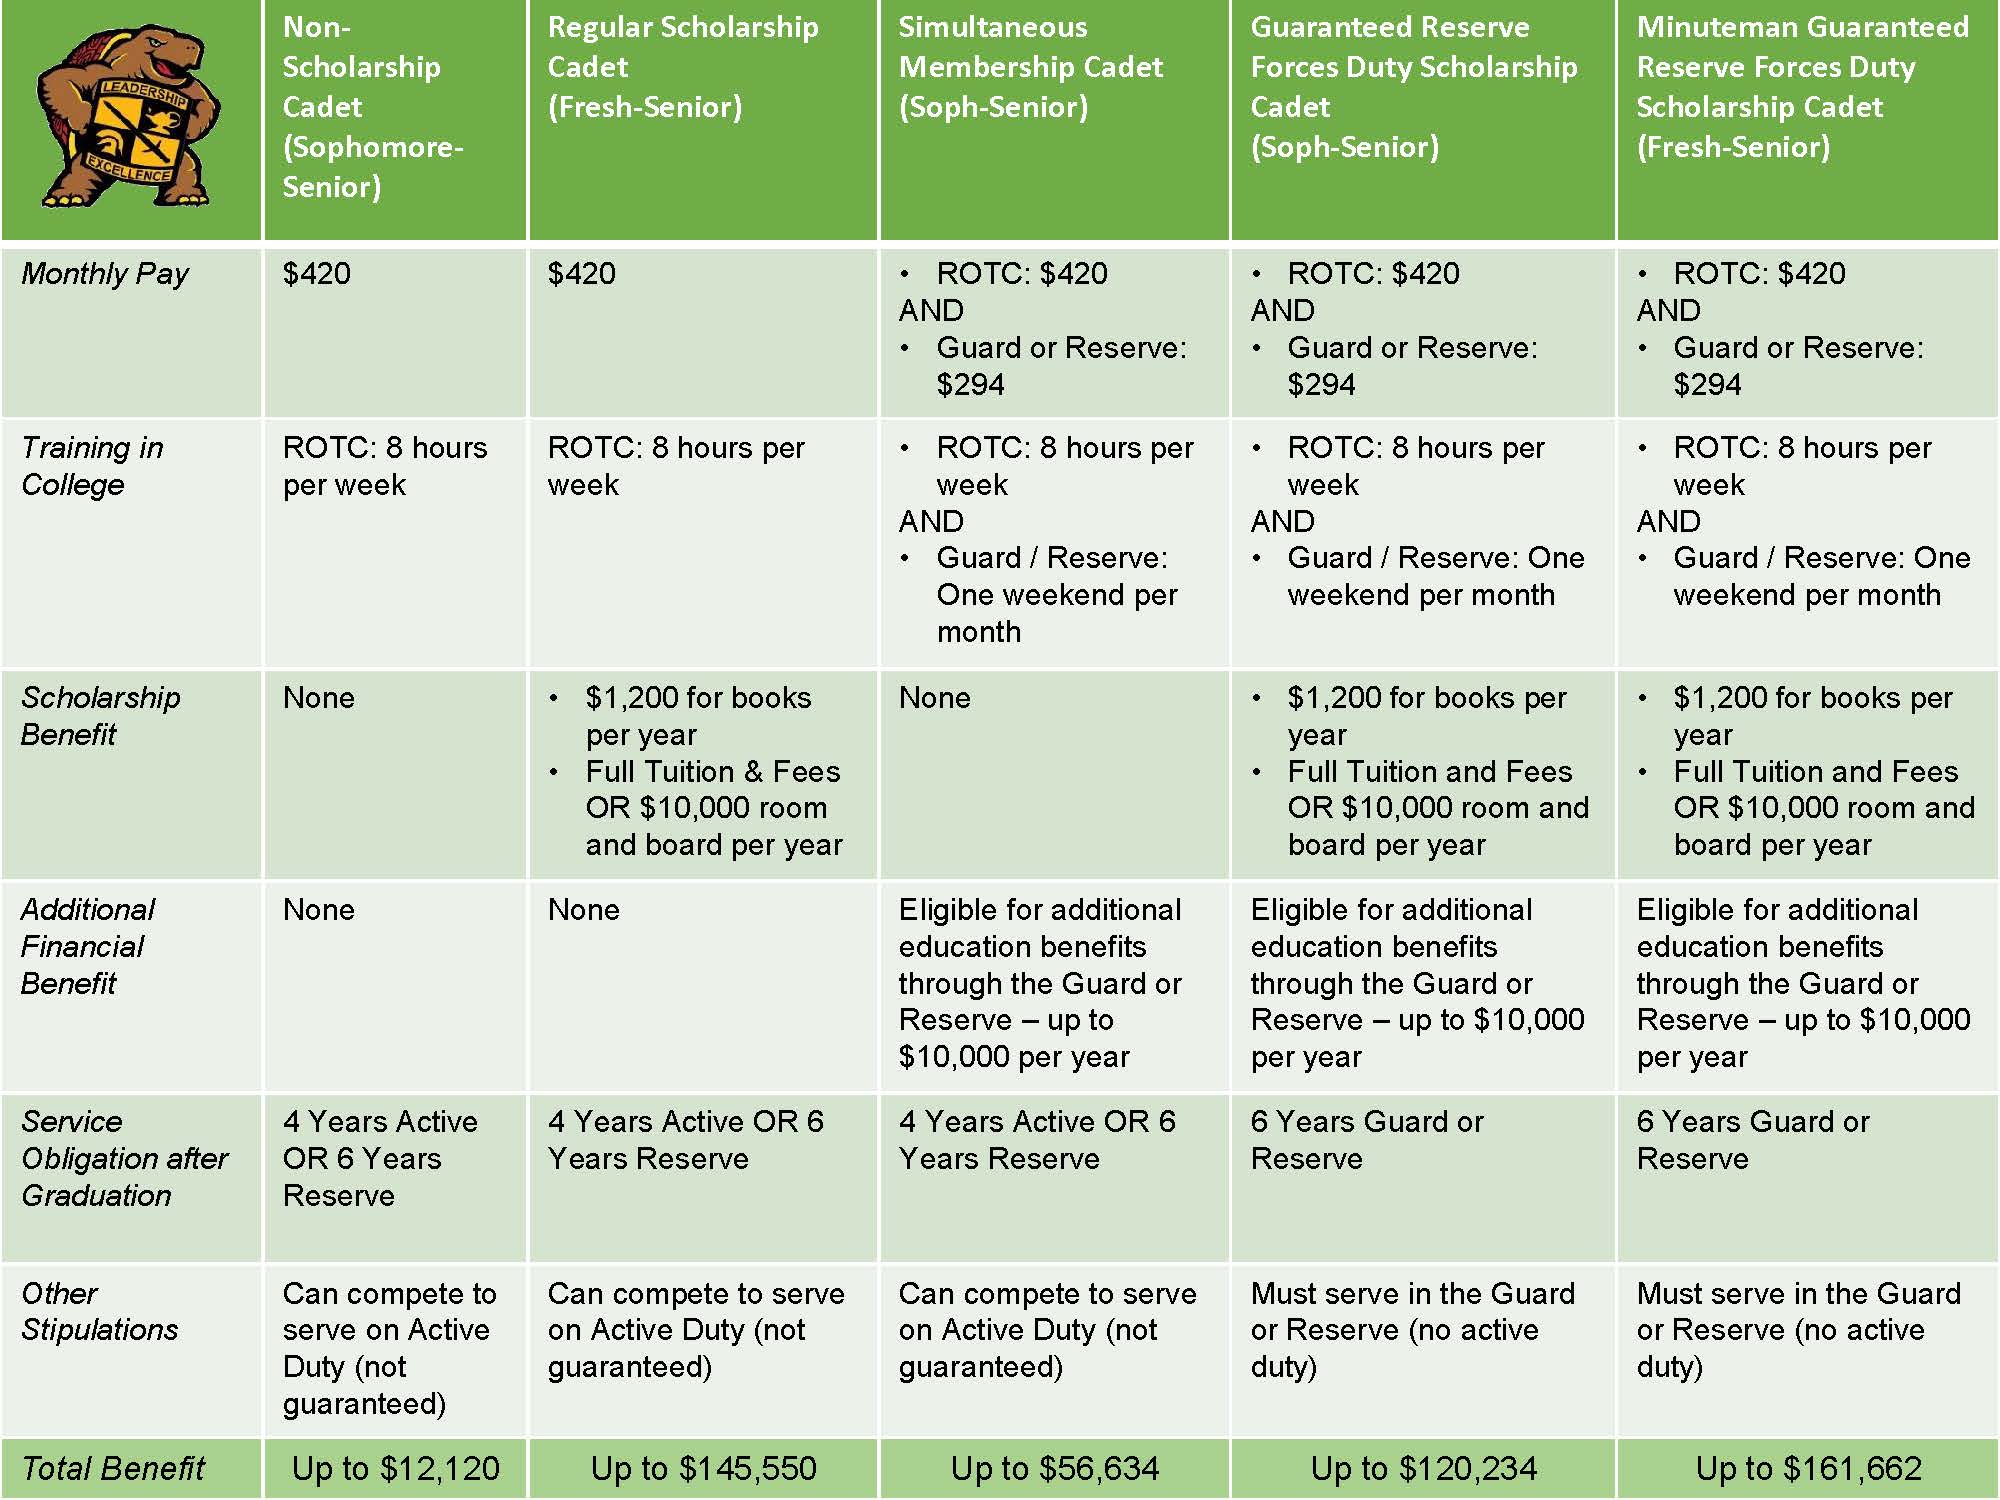 LEADERSHIP
EXCELLENCE
Non-
Scholarship
Cadet
(Sophomore-
Senior)
Regular Scholarship
Cadet
(Fresh-Senior)
Simultaneous
Membership Cadet
(Soph-Senior)
Guaranteed Reserve
Forces Duty Scholarship
Cadet
(Soph-Senior)
Minuteman Guaranteed
Reserve Forces Duty
Scholarship Cadet
(Fresh-Senior)
Monthly Pay
$420
$420
• ROTC: $420
AND
• Guard or Reserve:
$294
• ROTC: $420
AND
• Guard or Reserve:
$294
• ROTC: $420
AND
• Guard or Reserve:
$294
Training in
College
ROTC: 8 hours
per week
ROTC: 8 hours per
week
• ROTC: 8 hours per
week
AND
• Guard / Reserve:
One weekend per
month
• ROTC: 8 hours per
week
AND
• Guard / Reserve: One
weekend per month
• ROTC: 8 hours per
week
AND
• Guard / Reserve: One
weekend per month
Scholarship
Benefit
None
• $1,200 for books
per year
• Full Tuition & Fees
OR $10,000 room
and board per year
None
• $1,200 for books per
year
• Full Tuition and Fees
OR $10,000 room and
board per year
• $1,200 for books per
year
• Full Tuition and Fees
OR $10,000 room and
board per year
Additional
Financial
Benefit
None
None
Eligible for additional
education benefits
through the Guard or
Reserve – up to
$10,000 per year
Eligible for additional
education benefits
through the Guard or
Reserve – up to $10,000
per year
Eligible for additional
education benefits
through the Guard or
Reserve – up to $10,000
per year
Service
Obligation after
Graduation
4 Years Active
OR 6 Years
Reserve
4 Years Active OR 6
Years Reserve
4 Years Active OR 6
Years Reserve
6 Years Guard or
Reserve
6 Years Guard or
Reserve
Other
Stipulations
Can compete to
serve on Active
Duty (not
guaranteed)
Can compete to serve
on Active Duty (not
guaranteed)
Can compete to serve
on Active Duty (not
guaranteed)
Must serve in the Guard
or Reserve (no active
duty)
Must serve in the Guard
or Reserve (no active
duty)
Total Benefit
Up to $12,120
Up to $145,550
Up to $56,634
Up to $120,234
Up to $161,662